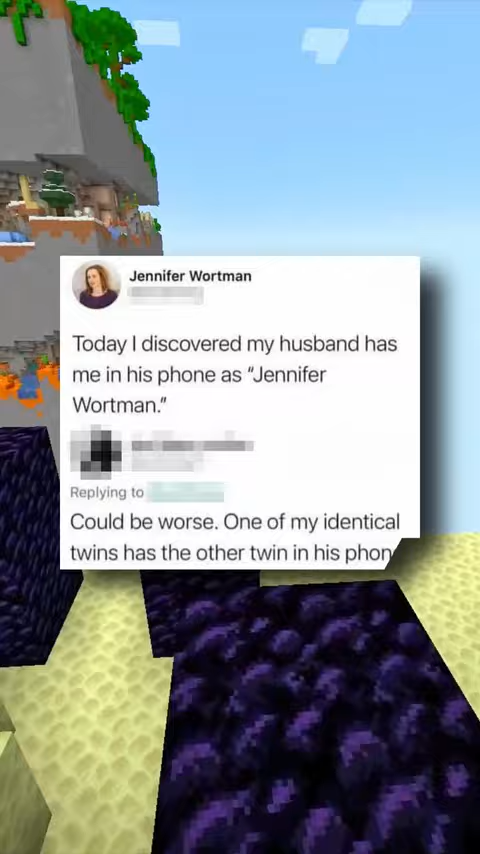 Jennifer Wortman
Today I discovered my husband has
me in his phone as “Jennifer
Wortman.”
Replying to
Could be worse. One of my identical
twins has the other twin in his